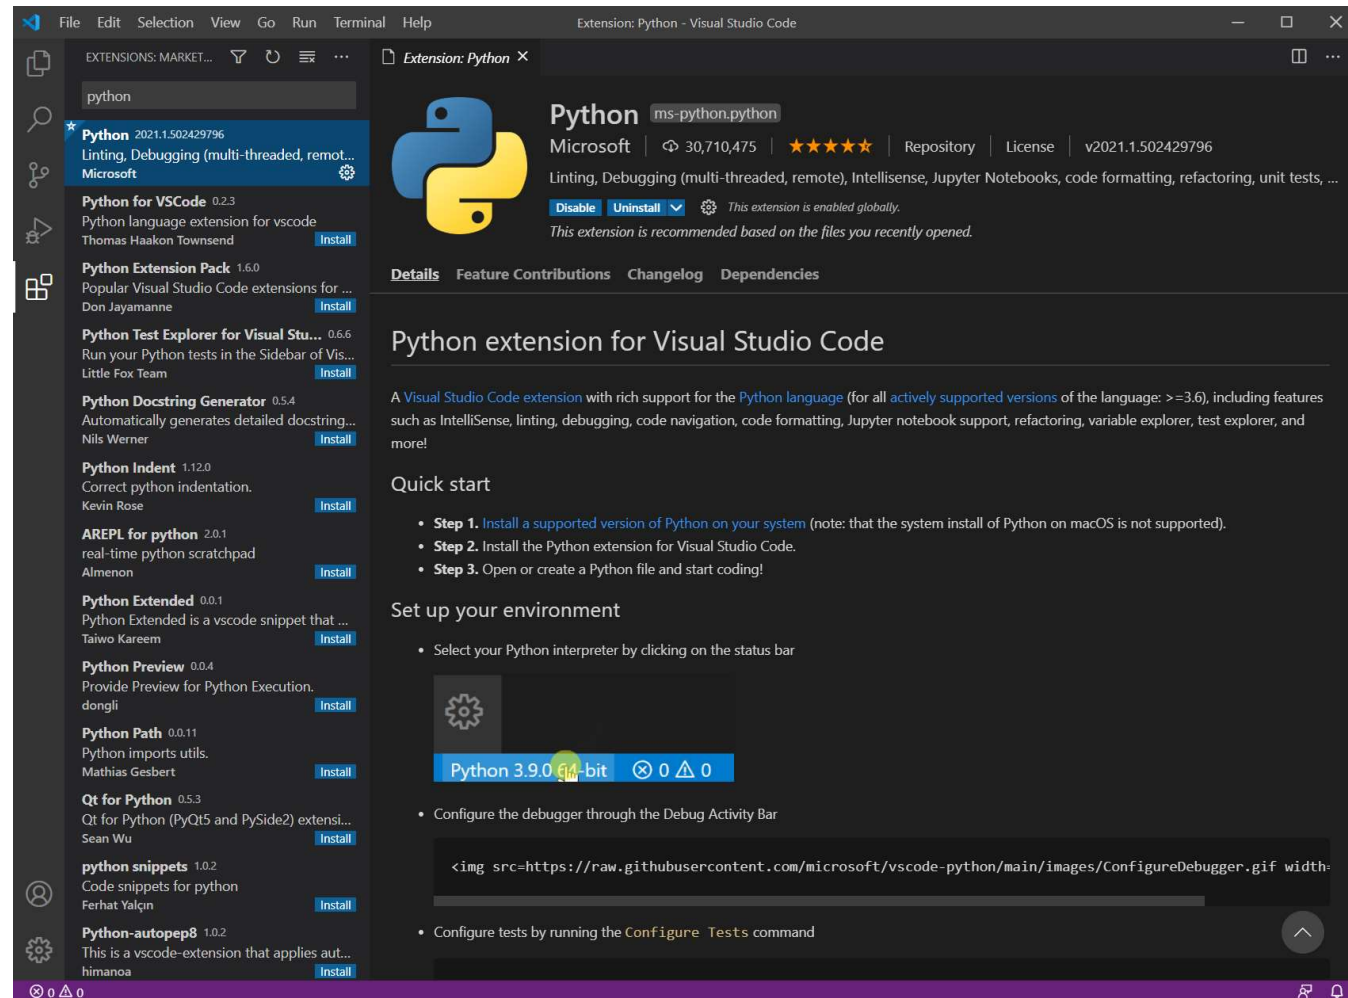 File Edit Selection View Go Run Terminal Help
Extension: Python - Visual Studio Code
EXTENSIONS: MARKET...
python
Python 2021.1.502429796
Linting, Debugging (multi-threaded, remot...
Microsoft
Python for VSCode 0.2.3
Python language extension for vscode
Thomas Haakon Townsend Install
Python Extension Pack 1.6.0
Popular Visual Studio Code extensions for ...
Don Jayamanne Install
Python Test Explorer for Visual Stu... 0.6.6
Run your Python tests in the Sidebar of Vis...
Little Fox Team Install
Python Docstring Generator 0.5.4
Automatically generates detailed docstring...
Nils Werner Install
Python Indent 1.12.0
Correct python indentation.
Kevin Rose Install
AREPL for python 2.0.1
real-time python scratchpad
Almenon Install
Python Extended 0.0.1
Python Extended is a vscode snippet that ...
Taiwo Kareem Install
Python Preview 0.0.4
Provide Preview for Python Execution.
dongli Install
Python Path 0.0.11
Python imports utils.
Mathias Gesbert Install
Qt for Python 0.5.3
Qt for Python (PyQt5 and PySide2) extensi...
Sean Wu Install
python snippets 1.0.2
Code snippets for python
Ferhat Yalçın Install
Python-autopep8 1.0.2
This is a vscode-extension that applies aut...
himanoa Install
Extension: Python
Python ms-python.python
Microsoft 30,710,475 Repository License v2021.1.502429796
Linting, Debugging (multi-threaded, remote), Intellisense, Jupyter Notebooks, code formatting, refactoring, unit tests, ...
Disable Uninstall This extension is enabled globally.
This extension is recommended based on the files you recently opened.
Details Feature Contributions Changelog Dependencies
Python extension for Visual Studio Code
A Visual Studio Code extension with rich support for the Python language (for all actively supported versions of the language: >=3.6), including features
such as IntelliSense, linting, debugging, code navigation, code formatting, Jupyter notebook support, refactoring, variable explorer, test explorer, and
more!
Quick start
• Step 1. Install a supported version of Python on your system (note: that the system install of Python on macOS is not supported).
• Step 2. Install the Python extension for Visual Studio Code.
• Step 3. Open or create a Python file and start coding!
Set up your environment
• Select your Python interpreter by clicking on the status bar
Python 3.9.0 64-bit 0 0
• Configure the debugger through the Debug Activity Bar
<img src=https://raw.githubusercontent.com/microsoft/vscode-python/main/images/ConfigureDebugger.gif width=
• Configure tests by running the Configure Tests command
0 0